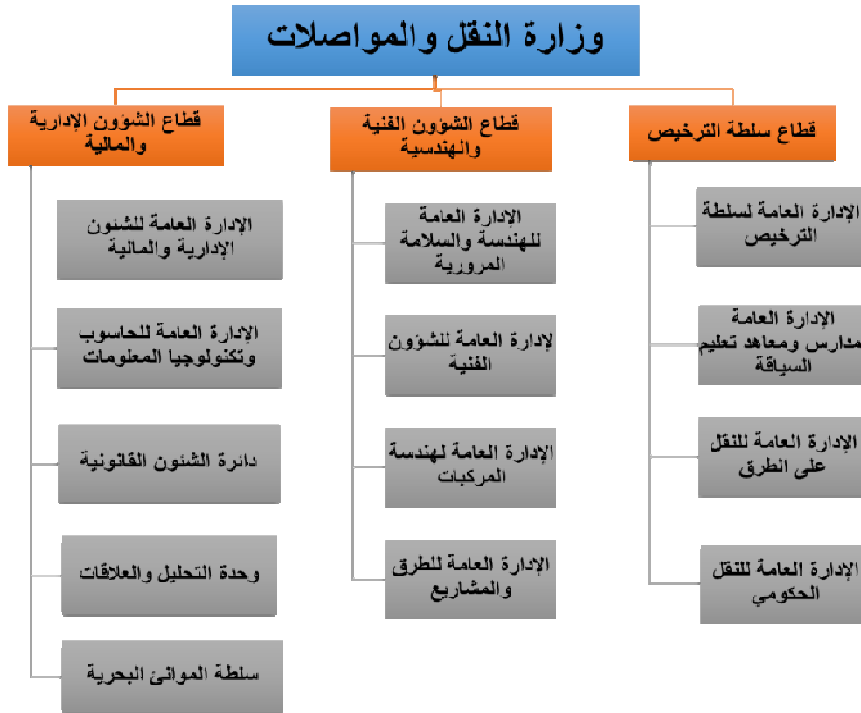 وزارة النقل والمواصلات
قطاع سلطة الترخيص
الإدارة العامة لسلطة
الترخيص
الإدارة العامة
مدارس ومعاهد تعليم
السياقة
الإدارة العامة للنقل
على الطرق
الإدارة العامة للنقل
الحكومي
قطاع الشؤون الفنية
والهندسية
الإدارة العامة
للهندسة والسلامة
المرورية
لإدارة العامة للشؤون
الفنية
الإدارة العامة لهندسة
المركبات
الإدارة العامة للطرق
والمشاريع
قطاع الشؤون الإدارية
والمالية
الإدارة العامة للشئون
الإدارية والمالية
الإدارة العامة للحاسوب
وتكنولوجيا المعلومات
دائرة الشئون القانونية
وحدة التحليل والعلاقات
سلطة الموانئ البحرية